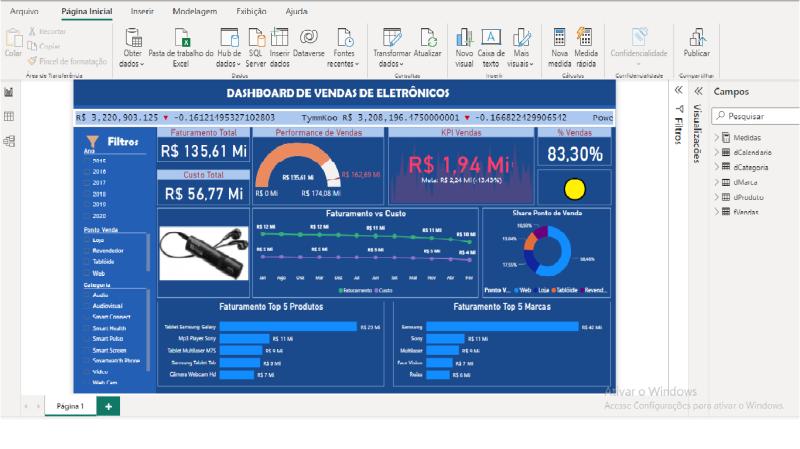 Arquivo Página Inicial Inserir Modelagem Exibição Ajuda
Colar
Recortar
Copiar
Pincel de formatação
Área de Transferência
Obter dados
Pasta de trabalho do Excel
Hub de dados
SQL Server
Inserir dados
Dataverse
Fontes recentes
Dados
Transformar dados
Atualizar
Consultas
Novo visual
Caixa de texto
Mais visuais
Inserir
Nova medida
Medida rápida
Cálculos
Confidencialidade
Confidencialidade
Publicar
Compartilhar
DASHBOARD DE VENDAS DE ELETRÔNICOS
R$ 3,220,903.125 ▼ -0.16121495327102803 TymmKoo R$ 3,208,196.4750000001 ▼ -0.166822429906542 Powe
Filtros
Ano
2015
2016
2017
2018
2019
2020
Ponto Venda
Loja
Revendedor
Tablóide
Web
Categoria
Audio
Audiovisual
Smart Connect
Smart Health
Smart Pulse
Smart Screen
Smartwatch Phone
Vídeo
Web Cam
Faturamento Total
R$ 135,61 Mi
Custo Total
R$ 56,77 Mi
Performance de Vendas
R$ 135,61 Mi
R$ 162,69 Mi
R$ 0 Mi
R$ 174,08 Mi
KPI Vendas
R$ 1,94 Mi
Meta: R$ 2,24 Mi (-13.43%)
% Vendas
83,30%
Faturamento vs Custo
R$ 12 Mi R$ 12 Mi R$ 11 Mi R$ 11 Mi R$ 10 Mi
R$ 5 Mi R$ 5 Mi R$ 5 Mi R$ 5 Mi R$ 4 Mi
Jan Ago Out Mai Dez Mar Jul Jun Set Abr Nov Fev
Faturamento Custo
Share Ponto de Venda
10,50%
13,04%
17,55%
Ponto V... Web Loja Tablóide Revend...
Faturamento Top 5 Produtos
Tablet Samsung Galaxy R$ 23 Mi
Mp3 Player Sony R$ 11 Mi
Tablet Multilaser M7S R$ 9 Mi
Samsung Tablet Tab R$ 8 Mi
Câmera Webcam Hd R$ 7 Mi
Faturamento Top 5 Marcas
Samsung R$ 42 Mi
Sony R$ 11 Mi
Multilaser R$ 9 Mi
R$ 7 Mi
R$ 6 Mi
Filtros
Visualizações
Campos
Pesquisar
Medidas
dCalendario
dCategoria
dMarca
dProduto
fVendas
Ativar o Windows
Acesse Configurações para ativar o Windows.
Página 1